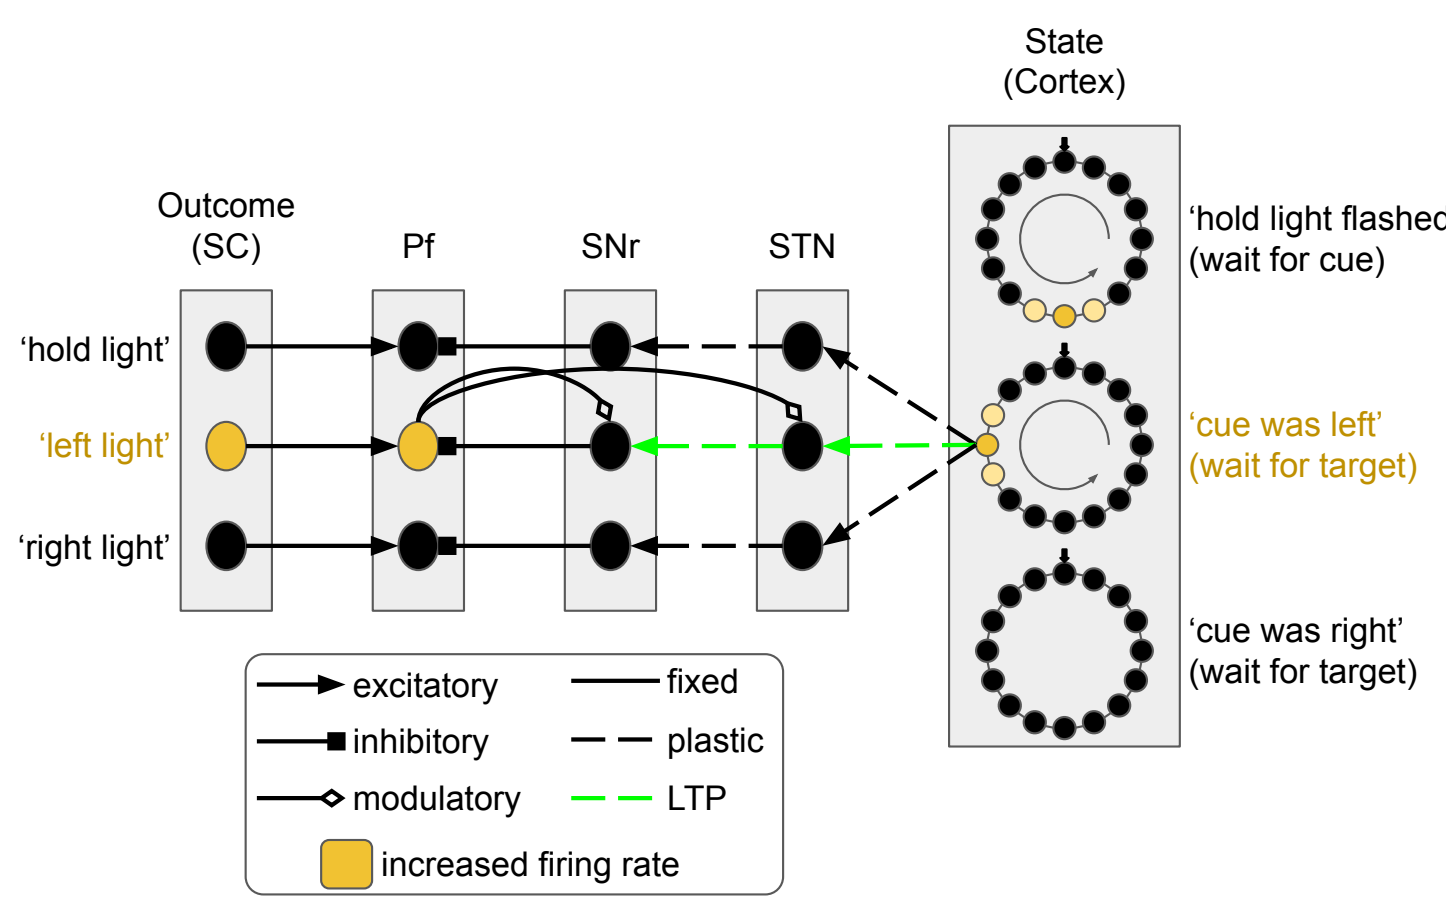 State
(Cortex)
Outcome
(SC)
Pf
SNr
STN
‘hold light’
‘left light’
‘right light’
‘hold light flashed
(wait for cue)
‘cue was left’
(wait for target)
‘cue was right’
(wait for target)
excitatory
fixed
inhibitory
plastic
modulatory
LTP
increased firing rate